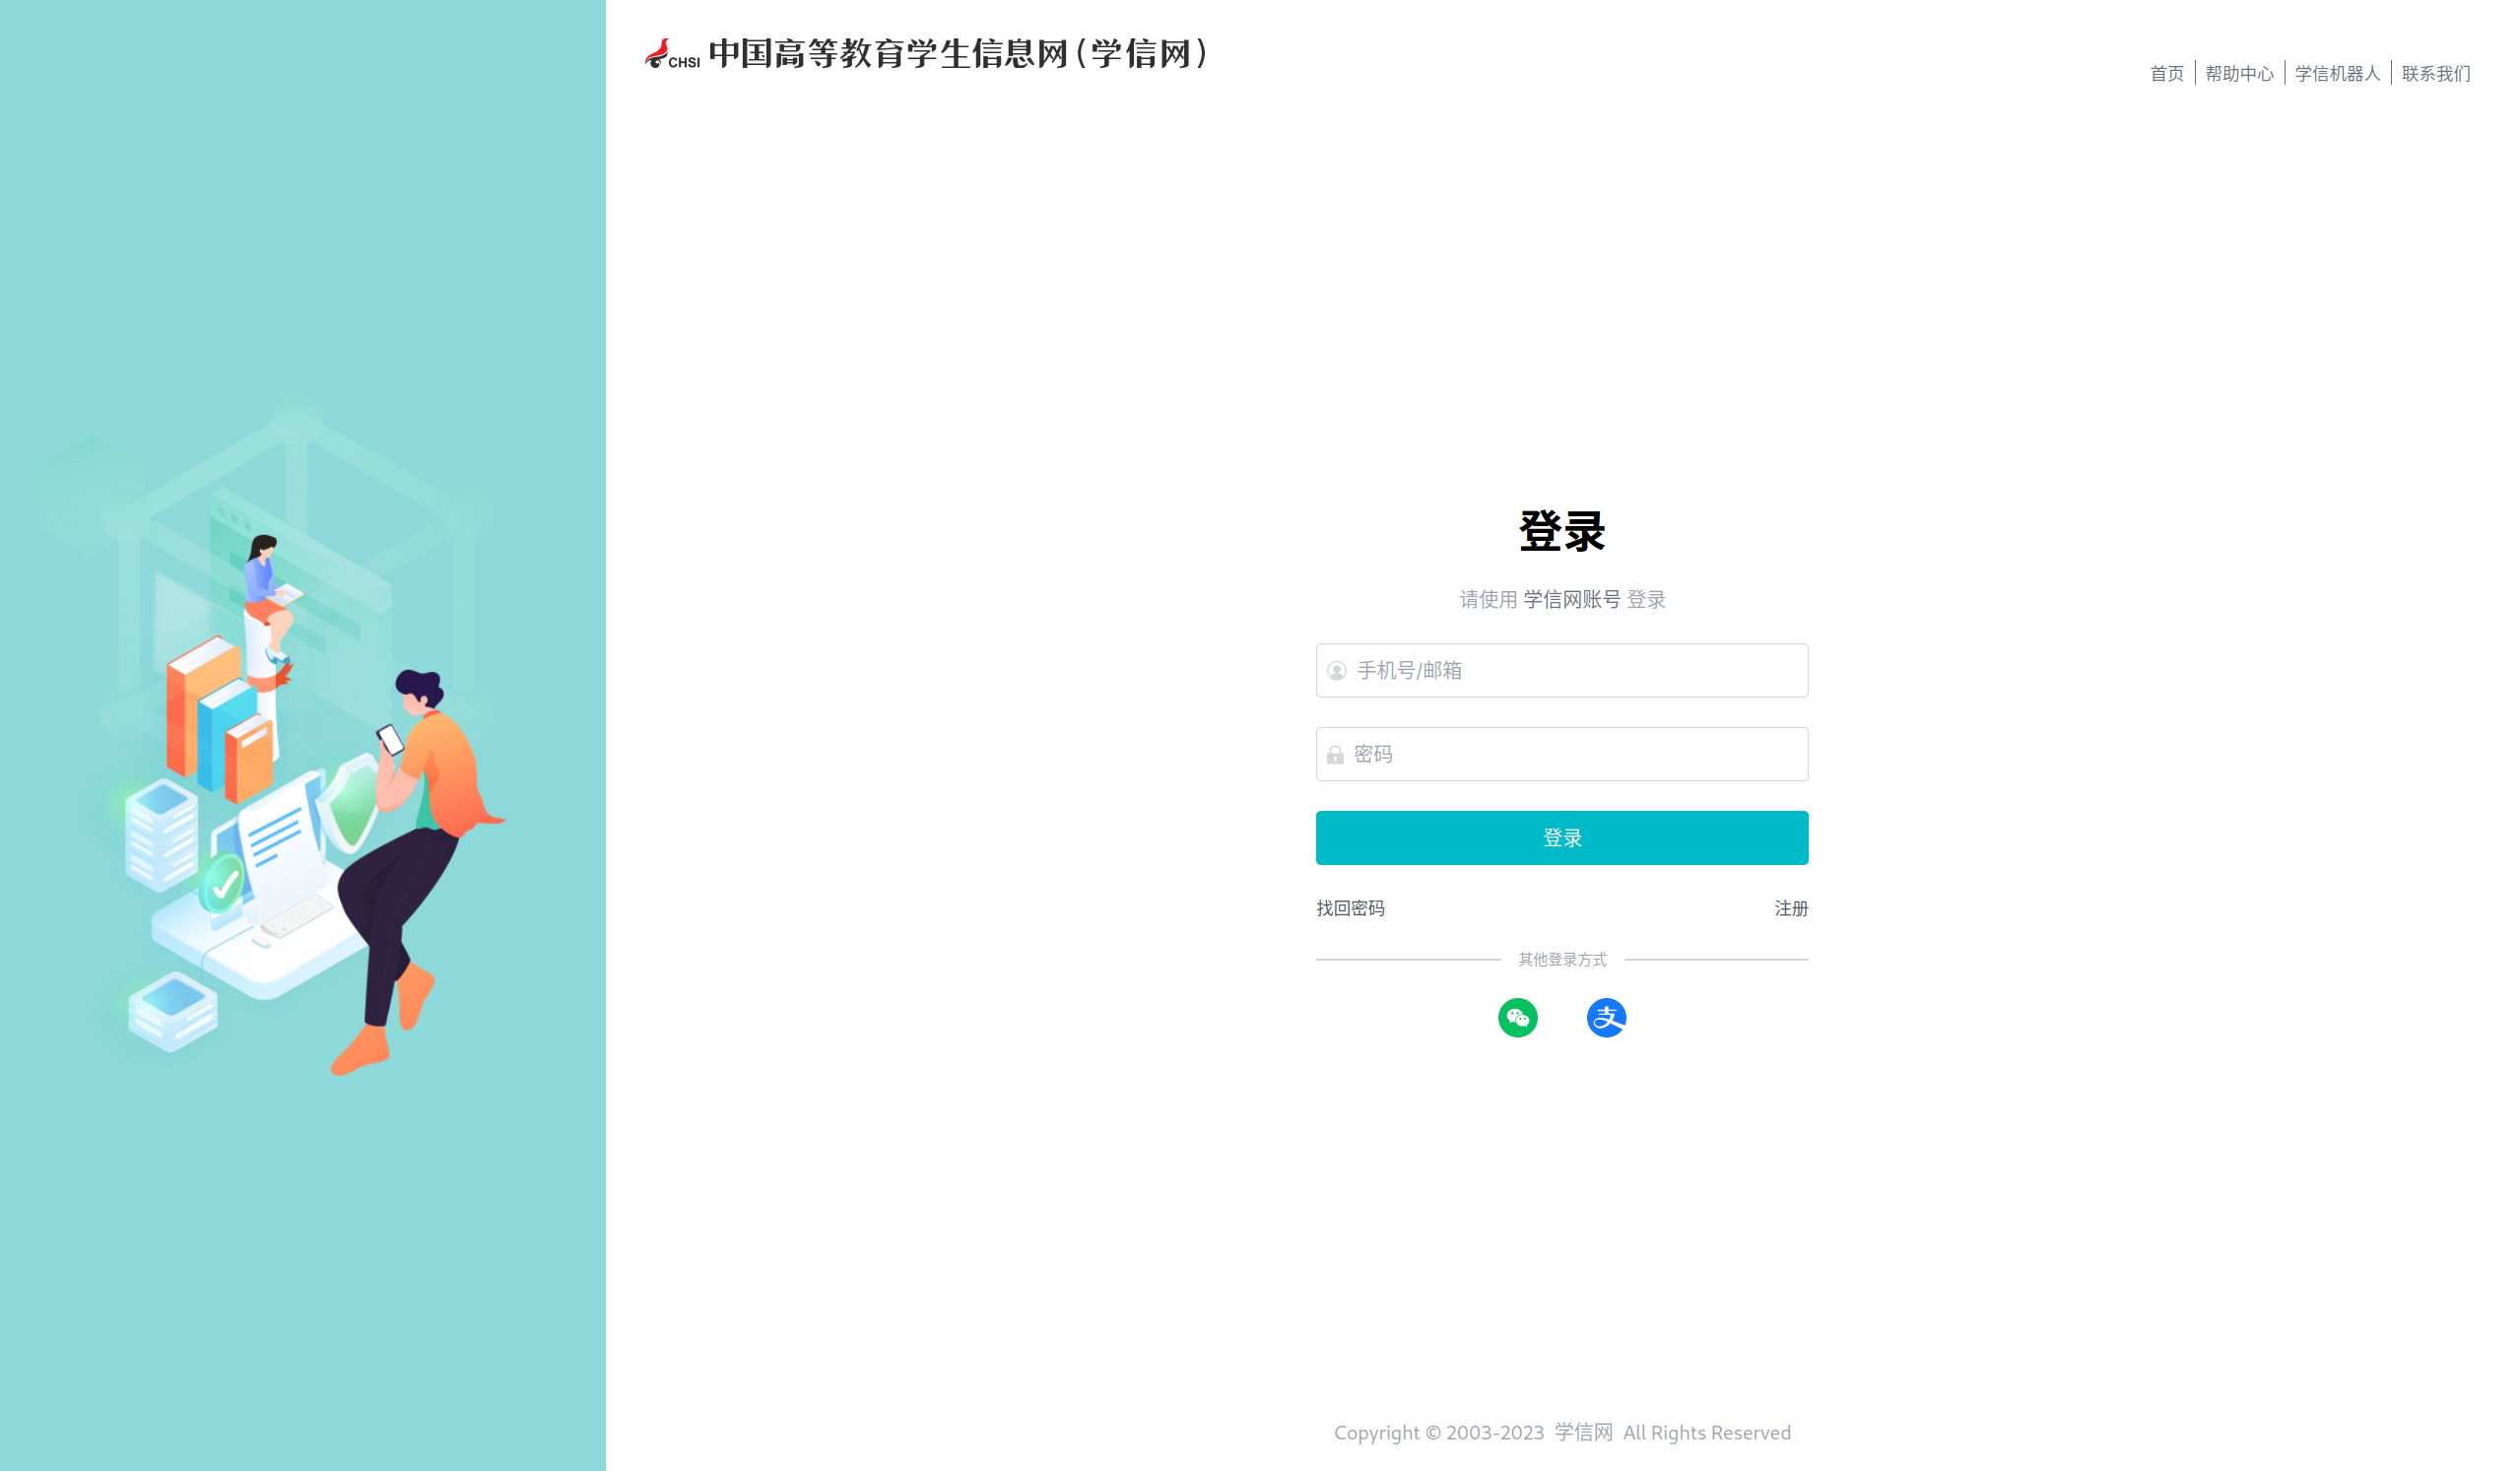 CHSI 中国高等教育学生信息网(学信网)
首页 帮助中心 学信机器人 联系我们
登录
请使用 学信网账号 登录
手机号/邮箱
密码
登录
找回密码 注册
其他登录方式
支
Copyright © 2003-2023 学信网 All Rights Reserved